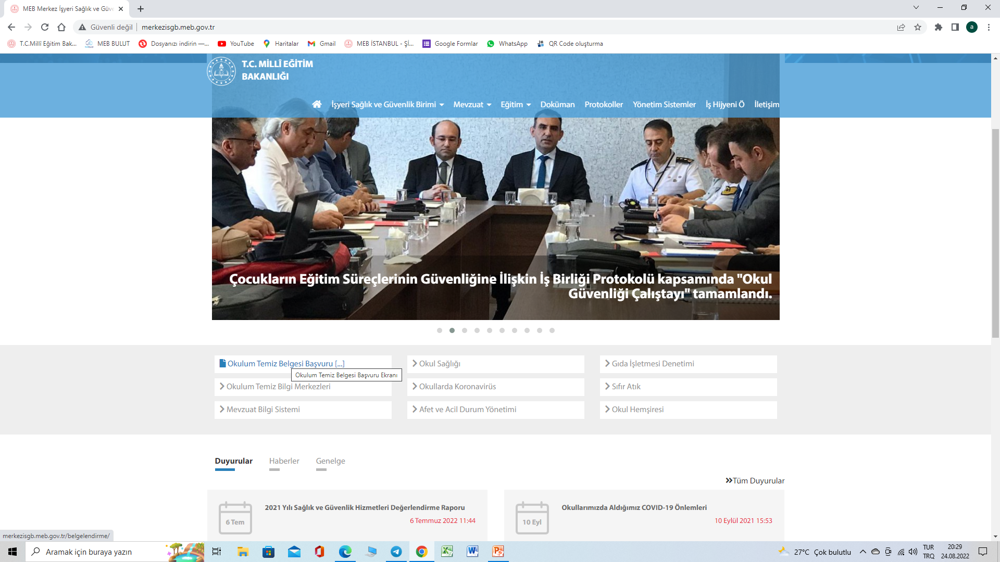 MEB Merkez İşyeri Sağlık ve Güve
Güvenli değil
merkezisgb.meb.gov.tr
a
T.C.Millî Eğitim Bak...
MEB BULUT
Dosyanızı indirin —...
YouTube
Haritalar
Gmail
MEB İSTANBUL - Şİ...
Google Formlar
WhatsApp
QR Code oluşturma
T.C. MİLLÎ EĞİTİM
BAKANLIĞI
İşyeri Sağlık ve Güvenlik Birimi
Mevzuat
Eğitim
Doküman
Protokoller
Yönetim Sistemler
İş Hijyeni Ö
İletişim
Çocukların Eğitim Süreçlerinin Güvenliğine İlişkin İş Birliği Protokolü kapsamında "Okul
Güvenliği Çalıştayı" tamamlandı.
Okulum Temiz Belgesi Başvuru [...]
Okul Sağlığı
Gıda İşletmesi Denetimi
Okulum Temiz Belgesi Başvuru Ekranı
Okulum Temiz Bilgi Merkezleri
Okullarda Koronavirüs
Sıfır Atık
Mevzuat Bilgi Sistemi
Afet ve Acil Durum Yönetimi
Okul Hemşiresi
Duyurular
Haberler
Genelge
Tüm Duyurular
6 Tem
2021 Yılı Sağlık ve Güvenlik Hizmetleri Değerlendirme Raporu
6 Temmuz 2022 11:44
10 Eyl
Okullarımızda Aldığımız COVID-19 Önlemleri
10 Eylül 2021 15:53
merkezisgb.meb.gov.tr/belgelendirme/
Aramak için buraya yazın
27°C Çok bulutlu
TUR
TRQ
20:29
24.08.2022